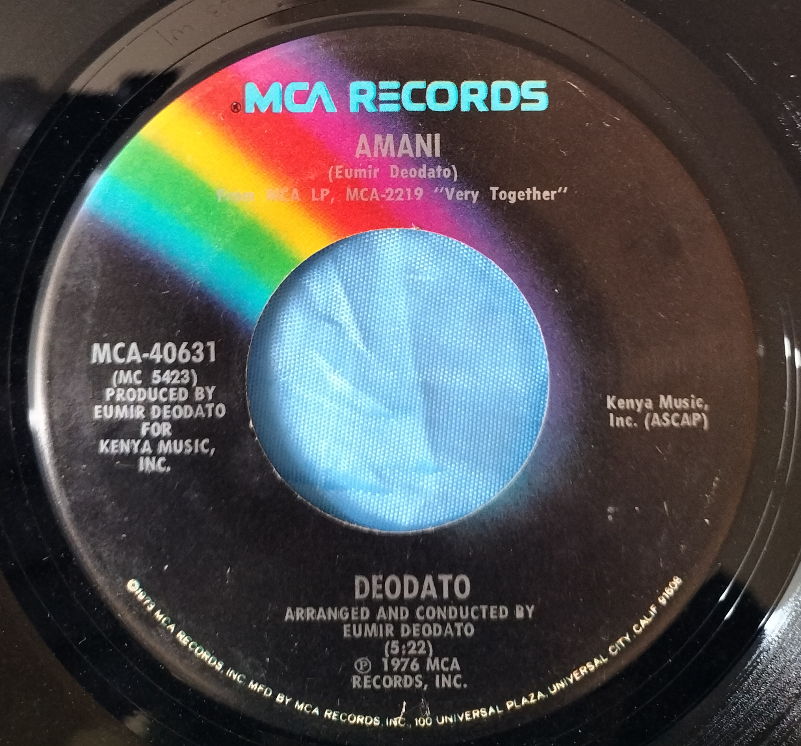 ® MCA RECORDS
AMANI
(Eumir Deodato)
From MCA LP, MCA-2219 "Very Together"
MCA-40631
(MC 5423)
PRODUCED BY
EUMIR DEODATO
FOR
KENYA MUSIC,
INC.
Kenya Music,
Inc. (ASCAP)
DEODATO
ARRANGED AND CONDUCTED BY
EUMIR DEODATO
(5:22)
℗ 1976 MCA
RECORDS, INC.
©1973 MCA RECORDS, INC. MFD. BY MCA RECORDS, INC., 100 UNIVERSAL PLAZA, UNIVERSAL CITY, CALIF 91608